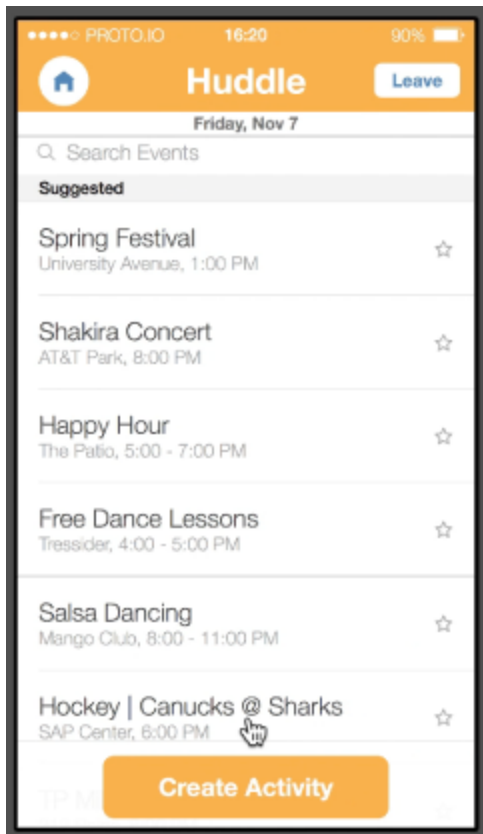 PROTO.IO 16:20 90%
Huddle
Leave
Friday, Nov 7
Search Events
Suggested
Spring Festival
University Avenue, 1:00 PM
Shakira Concert
AT&T Park, 8:00 PM
Happy Hour
The Patio, 5:00 - 7:00 PM
Free Dance Lessons
Tressider, 4:00 - 5:00 PM
Salsa Dancing
Mango Club, 8:00 - 11:00 PM
Hockey | Canucks @ Sharks
SAP Center, 6:00 PM
Create Activity